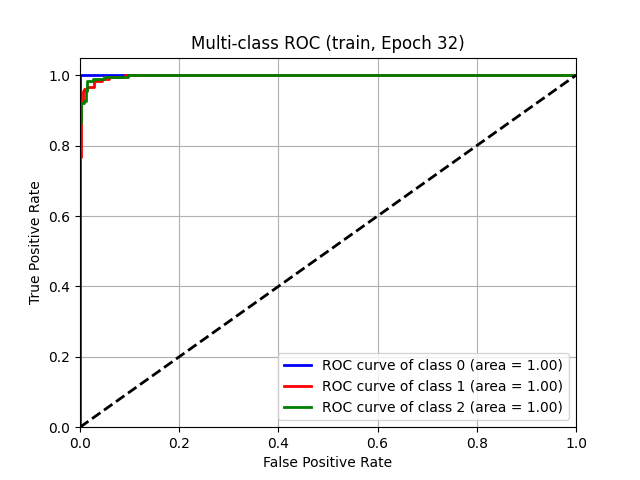 Multi-class ROC (train, Epoch 32)
1.0
0.8
0.6
0.4
0.2
0.0
True Positive Rate
ROC curve of class 0 (area = 1.00)
ROC curve of class 1 (area = 1.00)
ROC curve of class 2 (area = 1.00)
0.0 0.2 0.4 0.6 0.8 1.0
False Positive Rate